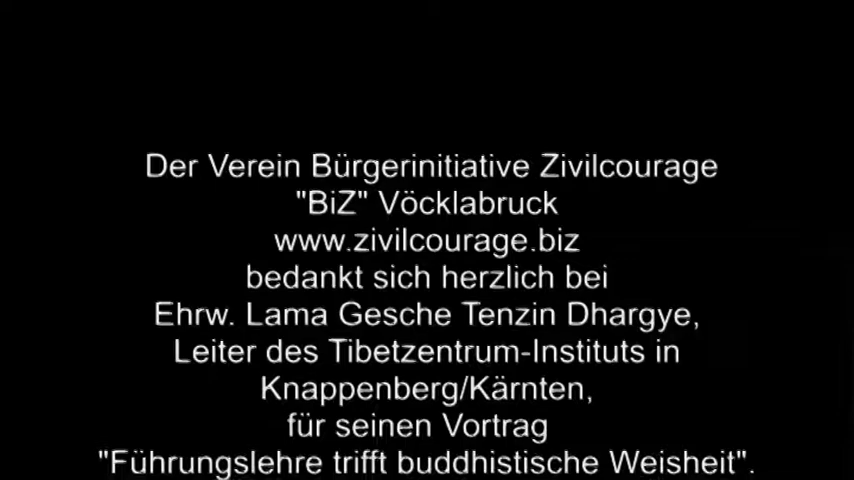 Der Verein Bürgerinitiative Zivilcourage
"BiZ" Vöcklabruck
www.zivilcourage.biz
bedankt sich herzlich bei
Ehrw. Lama Gesche Tenzin Dhargye,
Leiter des Tibetzentrum-Instituts in
Knappenberg/Kärnten,
für seinen Vortrag
"Führungslehre trifft buddhistische Weisheit".